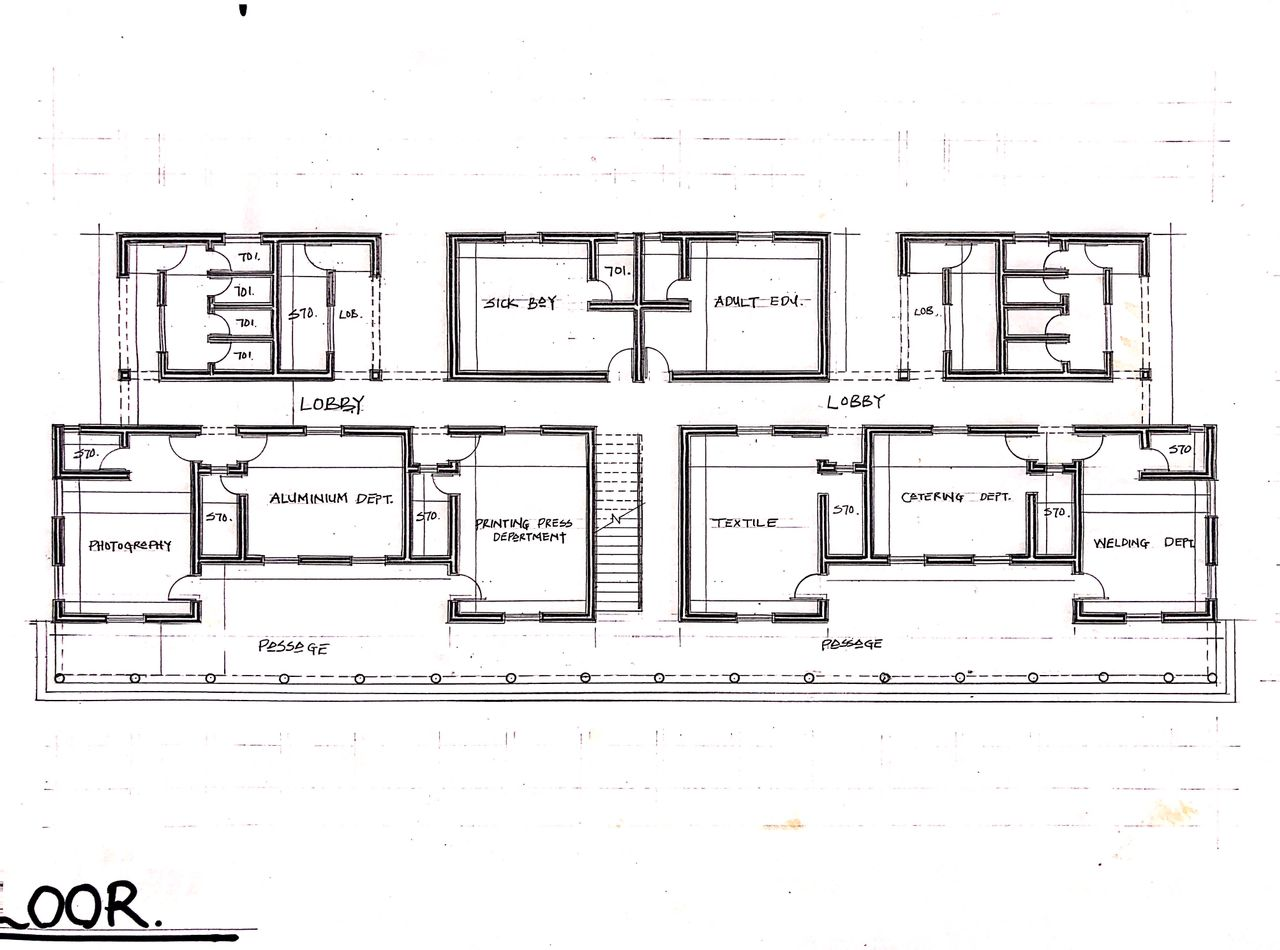 701.
701.
701.
701.
S70.
LOB.
SICK BAY
701.
ADULT EDU.
LOB.
LOBBY
LOBBY
S70.
PHOTOGRAPHY
S70.
ALUMINIUM DEPT.
S70.
PRINTING PRESS
DEPARTMENT
N
TEXTILE
S70.
CATERING DEPT.
S70.
S70
WELDING DEPT.
PASSAGE
PASSAGE
LOOR.